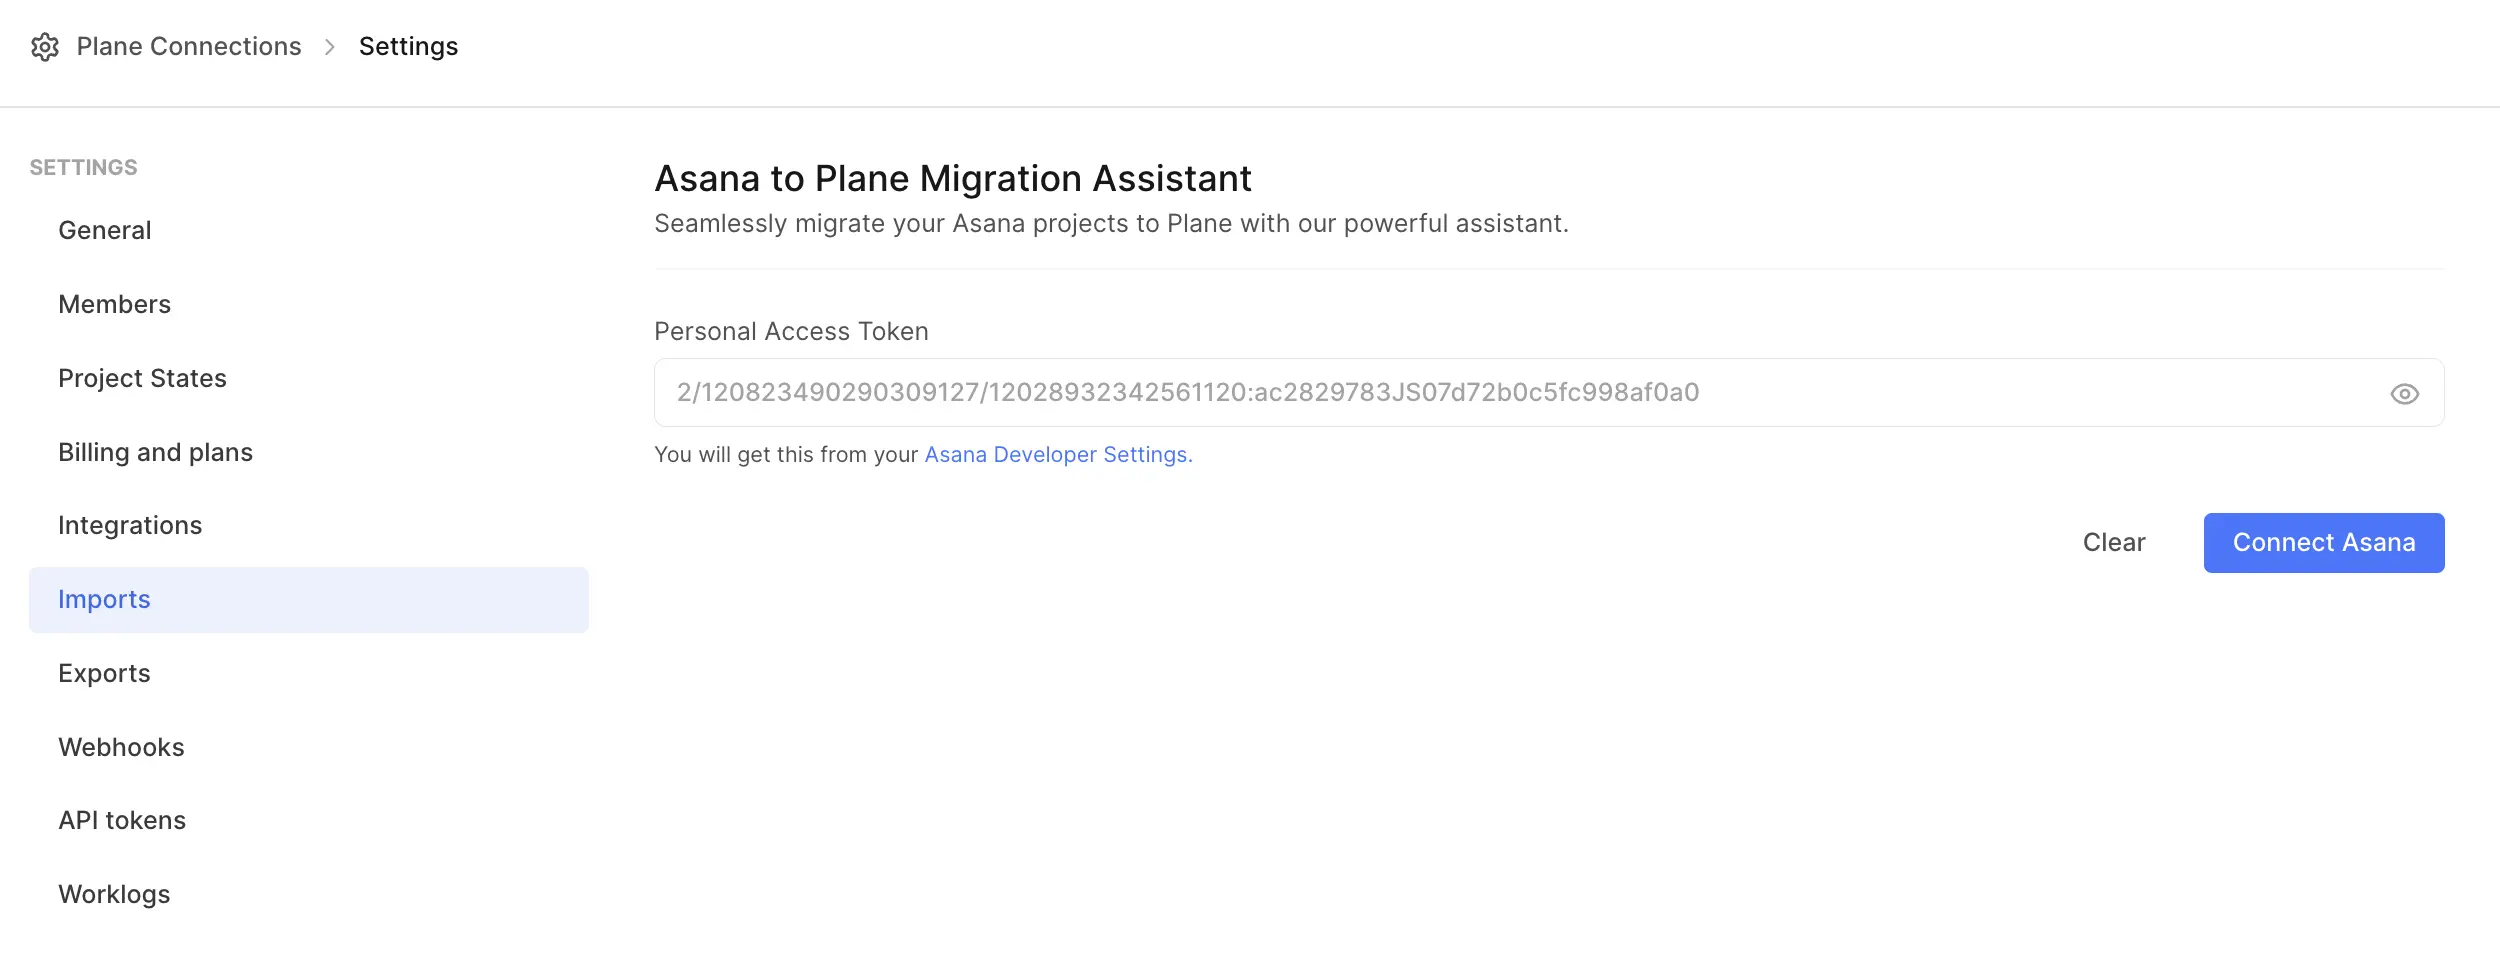 Plane Connections > Settings
SETTINGS
General
Members
Project States
Billing and plans
Integrations
Imports
Exports
Webhooks
API tokens
Worklogs
Asana to Plane Migration Assistant
Seamlessly migrate your Asana projects to Plane with our powerful assistant.
Personal Access Token
2/120823490290309127/12028932342561120:ac2829783JS07d72b0c5fc998af0a0
You will get this from your Asana Developer Settings.
Clear
Connect Asana